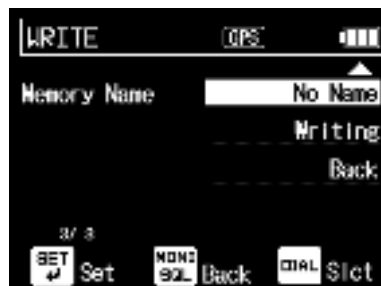 WRITE GPS
Memory Name No Name
Writing
Back
3/ 3
SET Set MONI SQL Back DIAL Slct